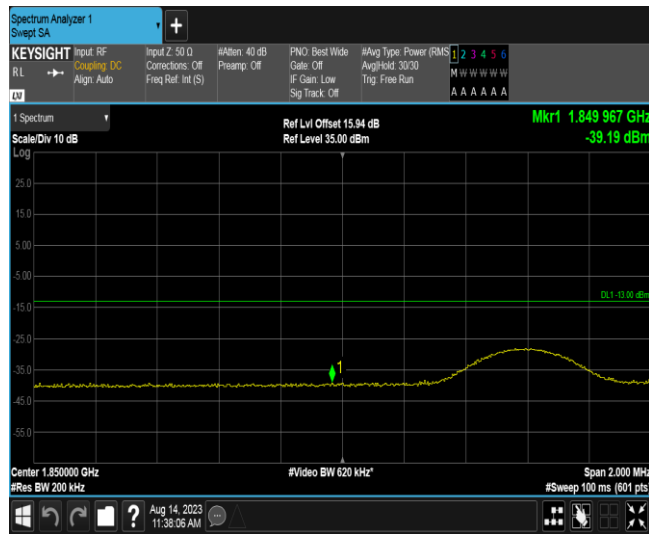 Spectrum Analyzer 1
Swept SA
+
KEYSIGHT
RL
LXI
Input: RF
Coupling: DC
Align: Auto
Input Z: 50 Ω
Corrections: Off
Freq Ref: Int (S)
#Atten: 40 dB
Preamp: Off
PNO: Best Wide
Gate: Off
IF Gain: Low
Sig Track: Off
#Avg Type: Power (RMS
Avg|Hold: 30/30
Trig: Free Run
1 2 3 4 5 6
M W W W W W
A A A A A A
1 Spectrum
Scale/Div 10 dB
Log
Ref Lvl Offset 15.94 dB
Ref Level 35.00 dBm
Mkr1 1.849 967 GHz
-39.19 dBm
25.0
15.0
5.00
-5.00
DL1 -13.00 dBm
-15.0
-25.0
-35.0
1
-45.0
-55.0
Center 1.850000 GHz
#Res BW 200 kHz
#Video BW 620 kHz*
Span 2.000 MHz
#Sweep 100 ms (601 pts
?
Aug 14, 2023
11:38:06 AM